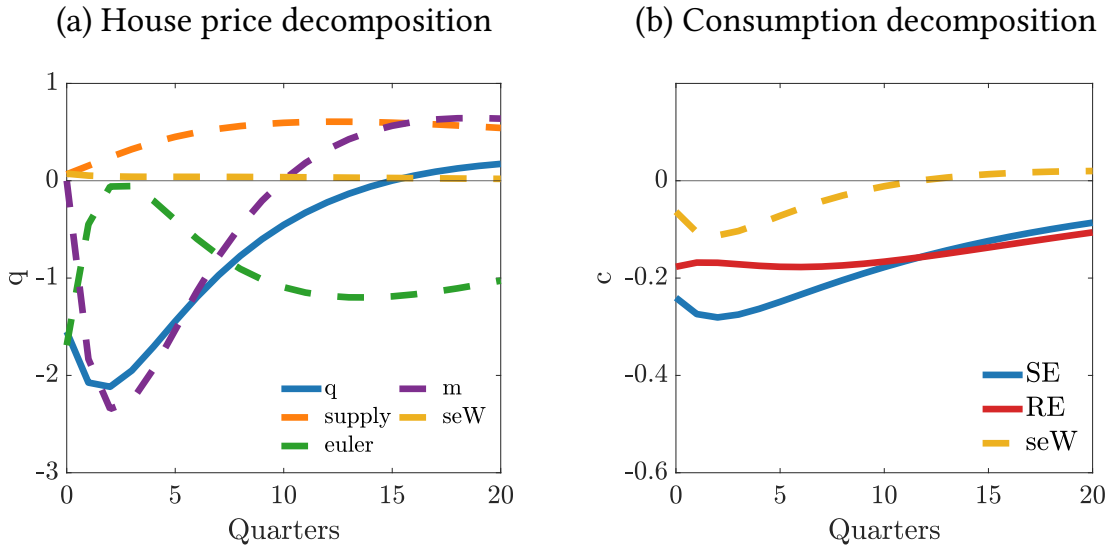 (a) House price decomposition
(b) Consumption decomposition
1
0
-1
-2
-3
q
q
supply
euler
m
seW
0
5
10
15
20
Quarters
0
-0.2
-0.4
-0.6
c
SE
RE
seW
0
5
10
15
20
Quarters